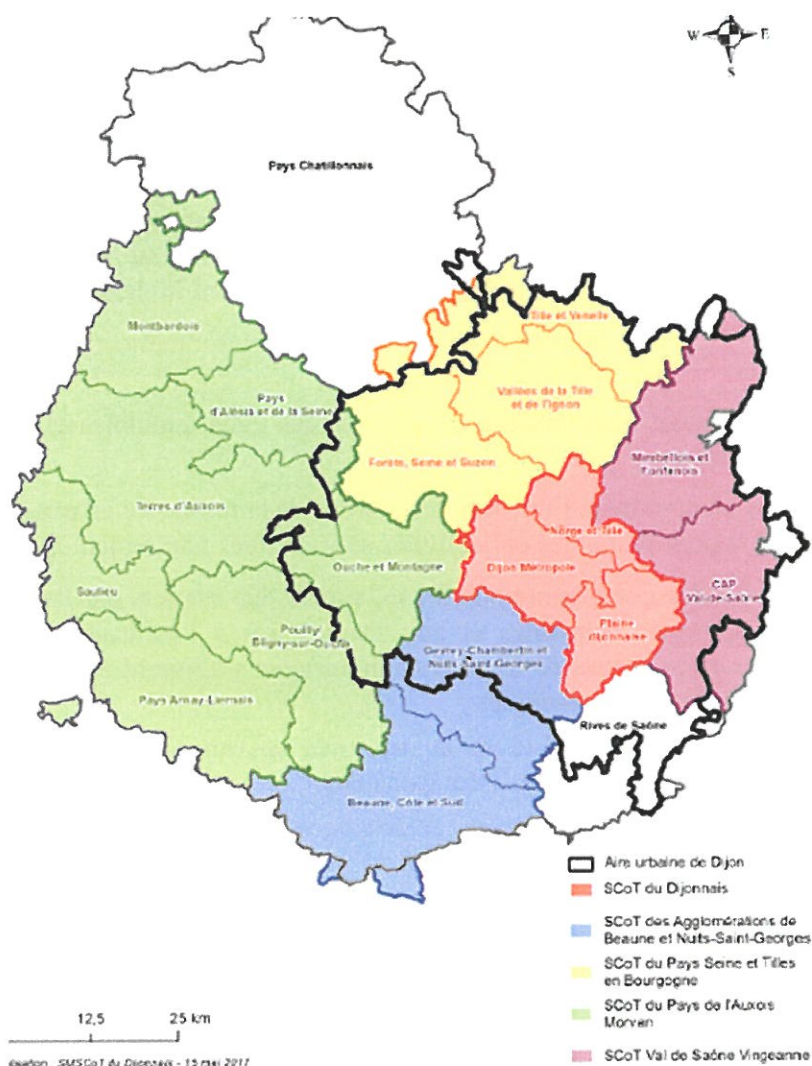 W E
S
Pays Chatillonnais
Montbardois
Tille et Venelle
Pays
d'Alésia et de la Seine
Vallées de la Tille
et de l'Ignon
Forêts, Seine et Suzon
Mirebellois et
Fontenois
Terres d'Auxois
Norge et Tille
Ouche et Montagne
Dijon Métropole
CAP
Val de Saône
Saulieu
Plaine
Dijonnaise
Pouilly
Bligny-sur-Ouche
Gevrey-Chambertin et
Nuits-Saint-Georges
Pays Arnay-Liernais
Rives de Saône
Beaune, Côte et Sud
Aire urbaine de Dijon
SCoT du Dijonnais
SCoT des Agglomérations de
Beaune et Nuits-Saint-Georges
SCoT du Pays Seine et Tilles
en Bourgogne
SCoT du Pays de l'Auxois
Morvan
SCoT Val de Saône Vingeanne
12,5 25 km
SMSCoT du Dijonnais - 15 mai 2017